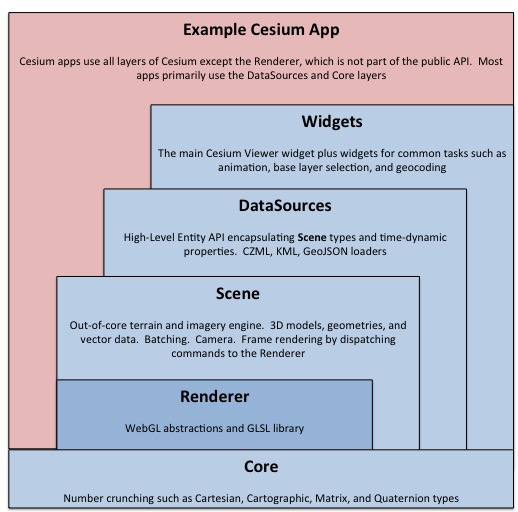 Example Cesium App
Cesium apps use all layers of Cesium except the Renderer, which is not part of the public API.  Most
apps primarily use the DataSources and Core layers
Widgets
The main Cesium Viewer widget plus widgets for common tasks such as
animation, base layer selection, and geocoding
DataSources
High-Level Entity API encapsulating Scene types and time-dynamic
properties.  CZML, KML, GeoJSON loaders
Scene
Out-of-core terrain and imagery engine.  3D models, geometries, and
vector data.  Batching.  Camera.  Frame rendering by dispatching
commands to the Renderer
Renderer
WebGL abstractions and GLSL library
Core
Number crunching such as Cartesian, Cartographic, Matrix, and Quaternion types